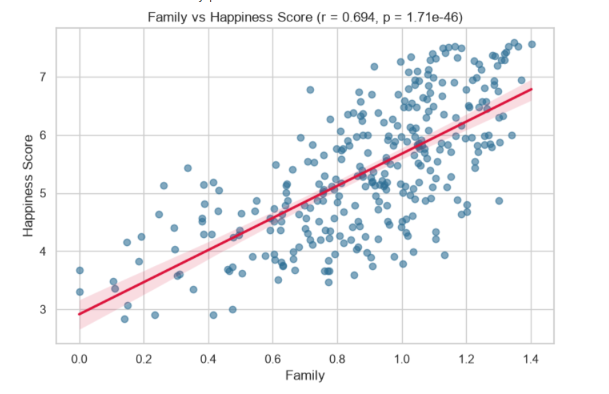 Family vs Happiness Score (r = 0.694, p = 1.71e-46)
7
6
5
4
3
Happiness Score
0.0 0.2 0.4 0.6 0.8 1.0 1.2 1.4
Family